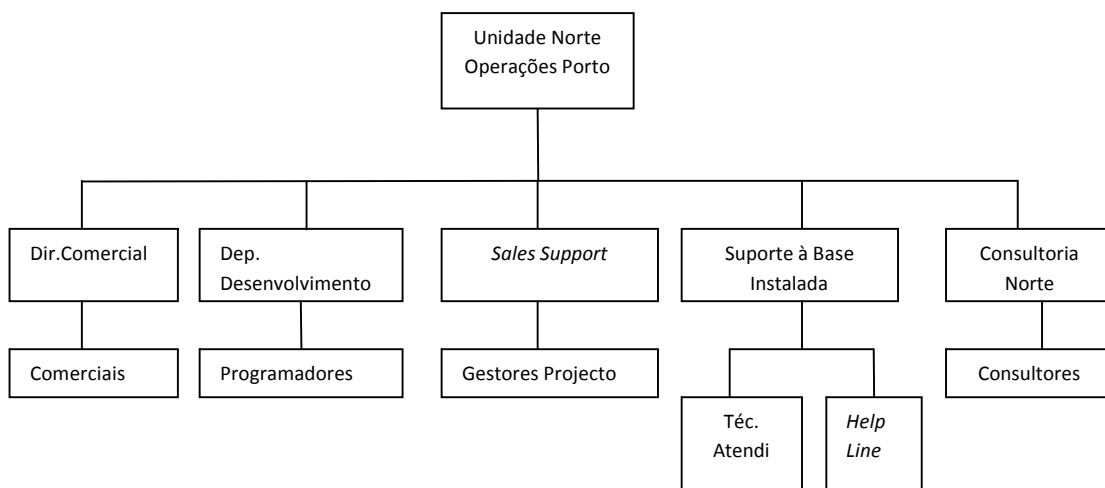 Unidade Norte
Operações Porto
Dir.Comercial
Dep.
Desenvolvimento
Sales Support
Suporte à Base
Instalada
Consultoria
Norte
Comerciais
Programadores
Gestores Projecto
Consultores
Téc.
Atendi
Help
Line